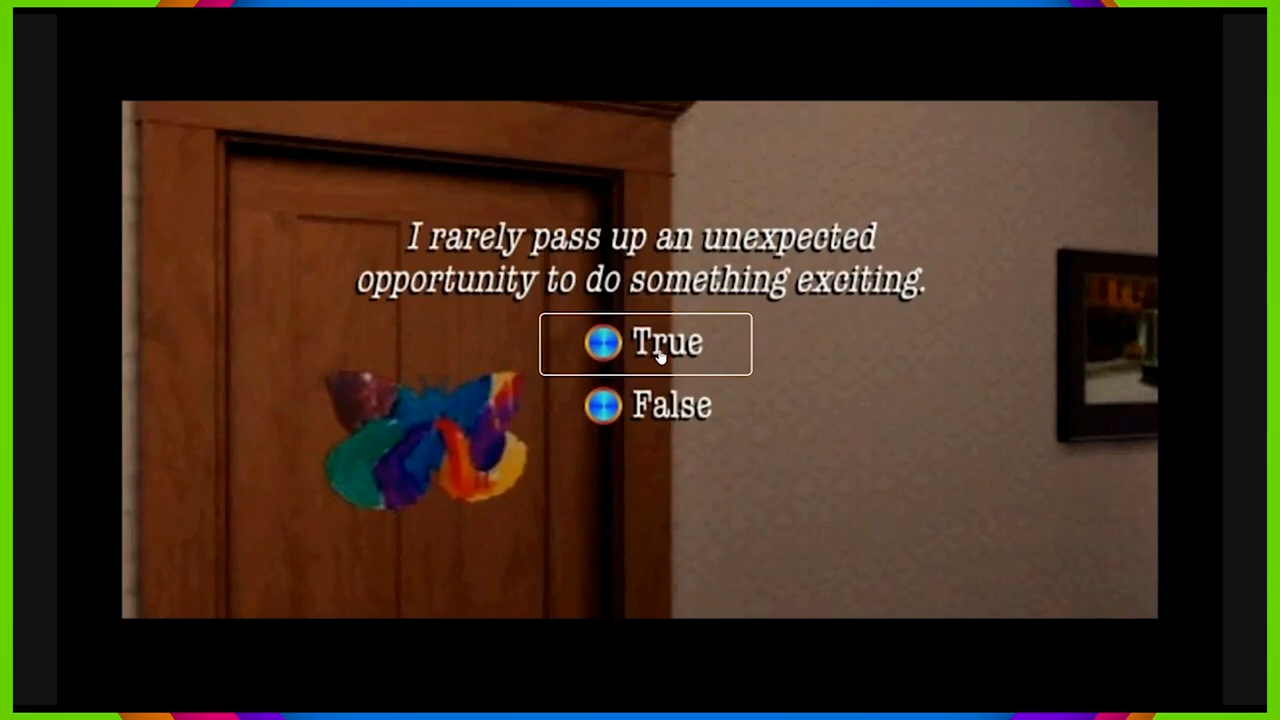 I rarely pass up an unexpected
opportunity to do something exciting.
True
False